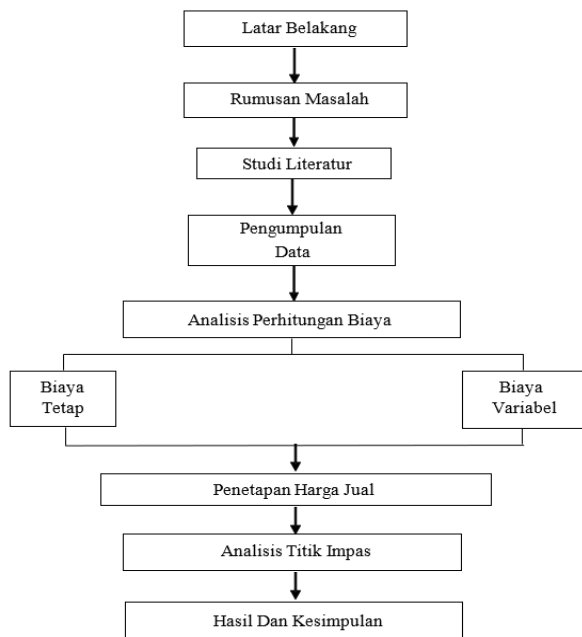 Latar Belakang
Rumusan Masalah
Studi Literatur
Pengumpulan
Data
Analisis Perhitungan Biaya
Biaya
Tetap
Biaya
Variabel
Penetapan Harga Jual
Analisis Titik Impas
Hasil Dan Kesimpulan